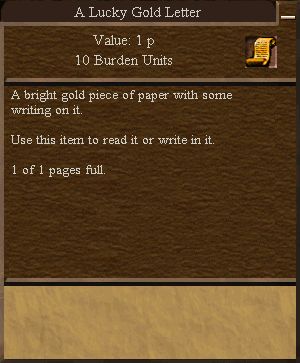 A Lucky Gold Letter
Value: 1 p
10 Burden Units
A bright gold piece of paper with some
writing on it.
Use this item to read it or write in it.
1 of 1 pages full.